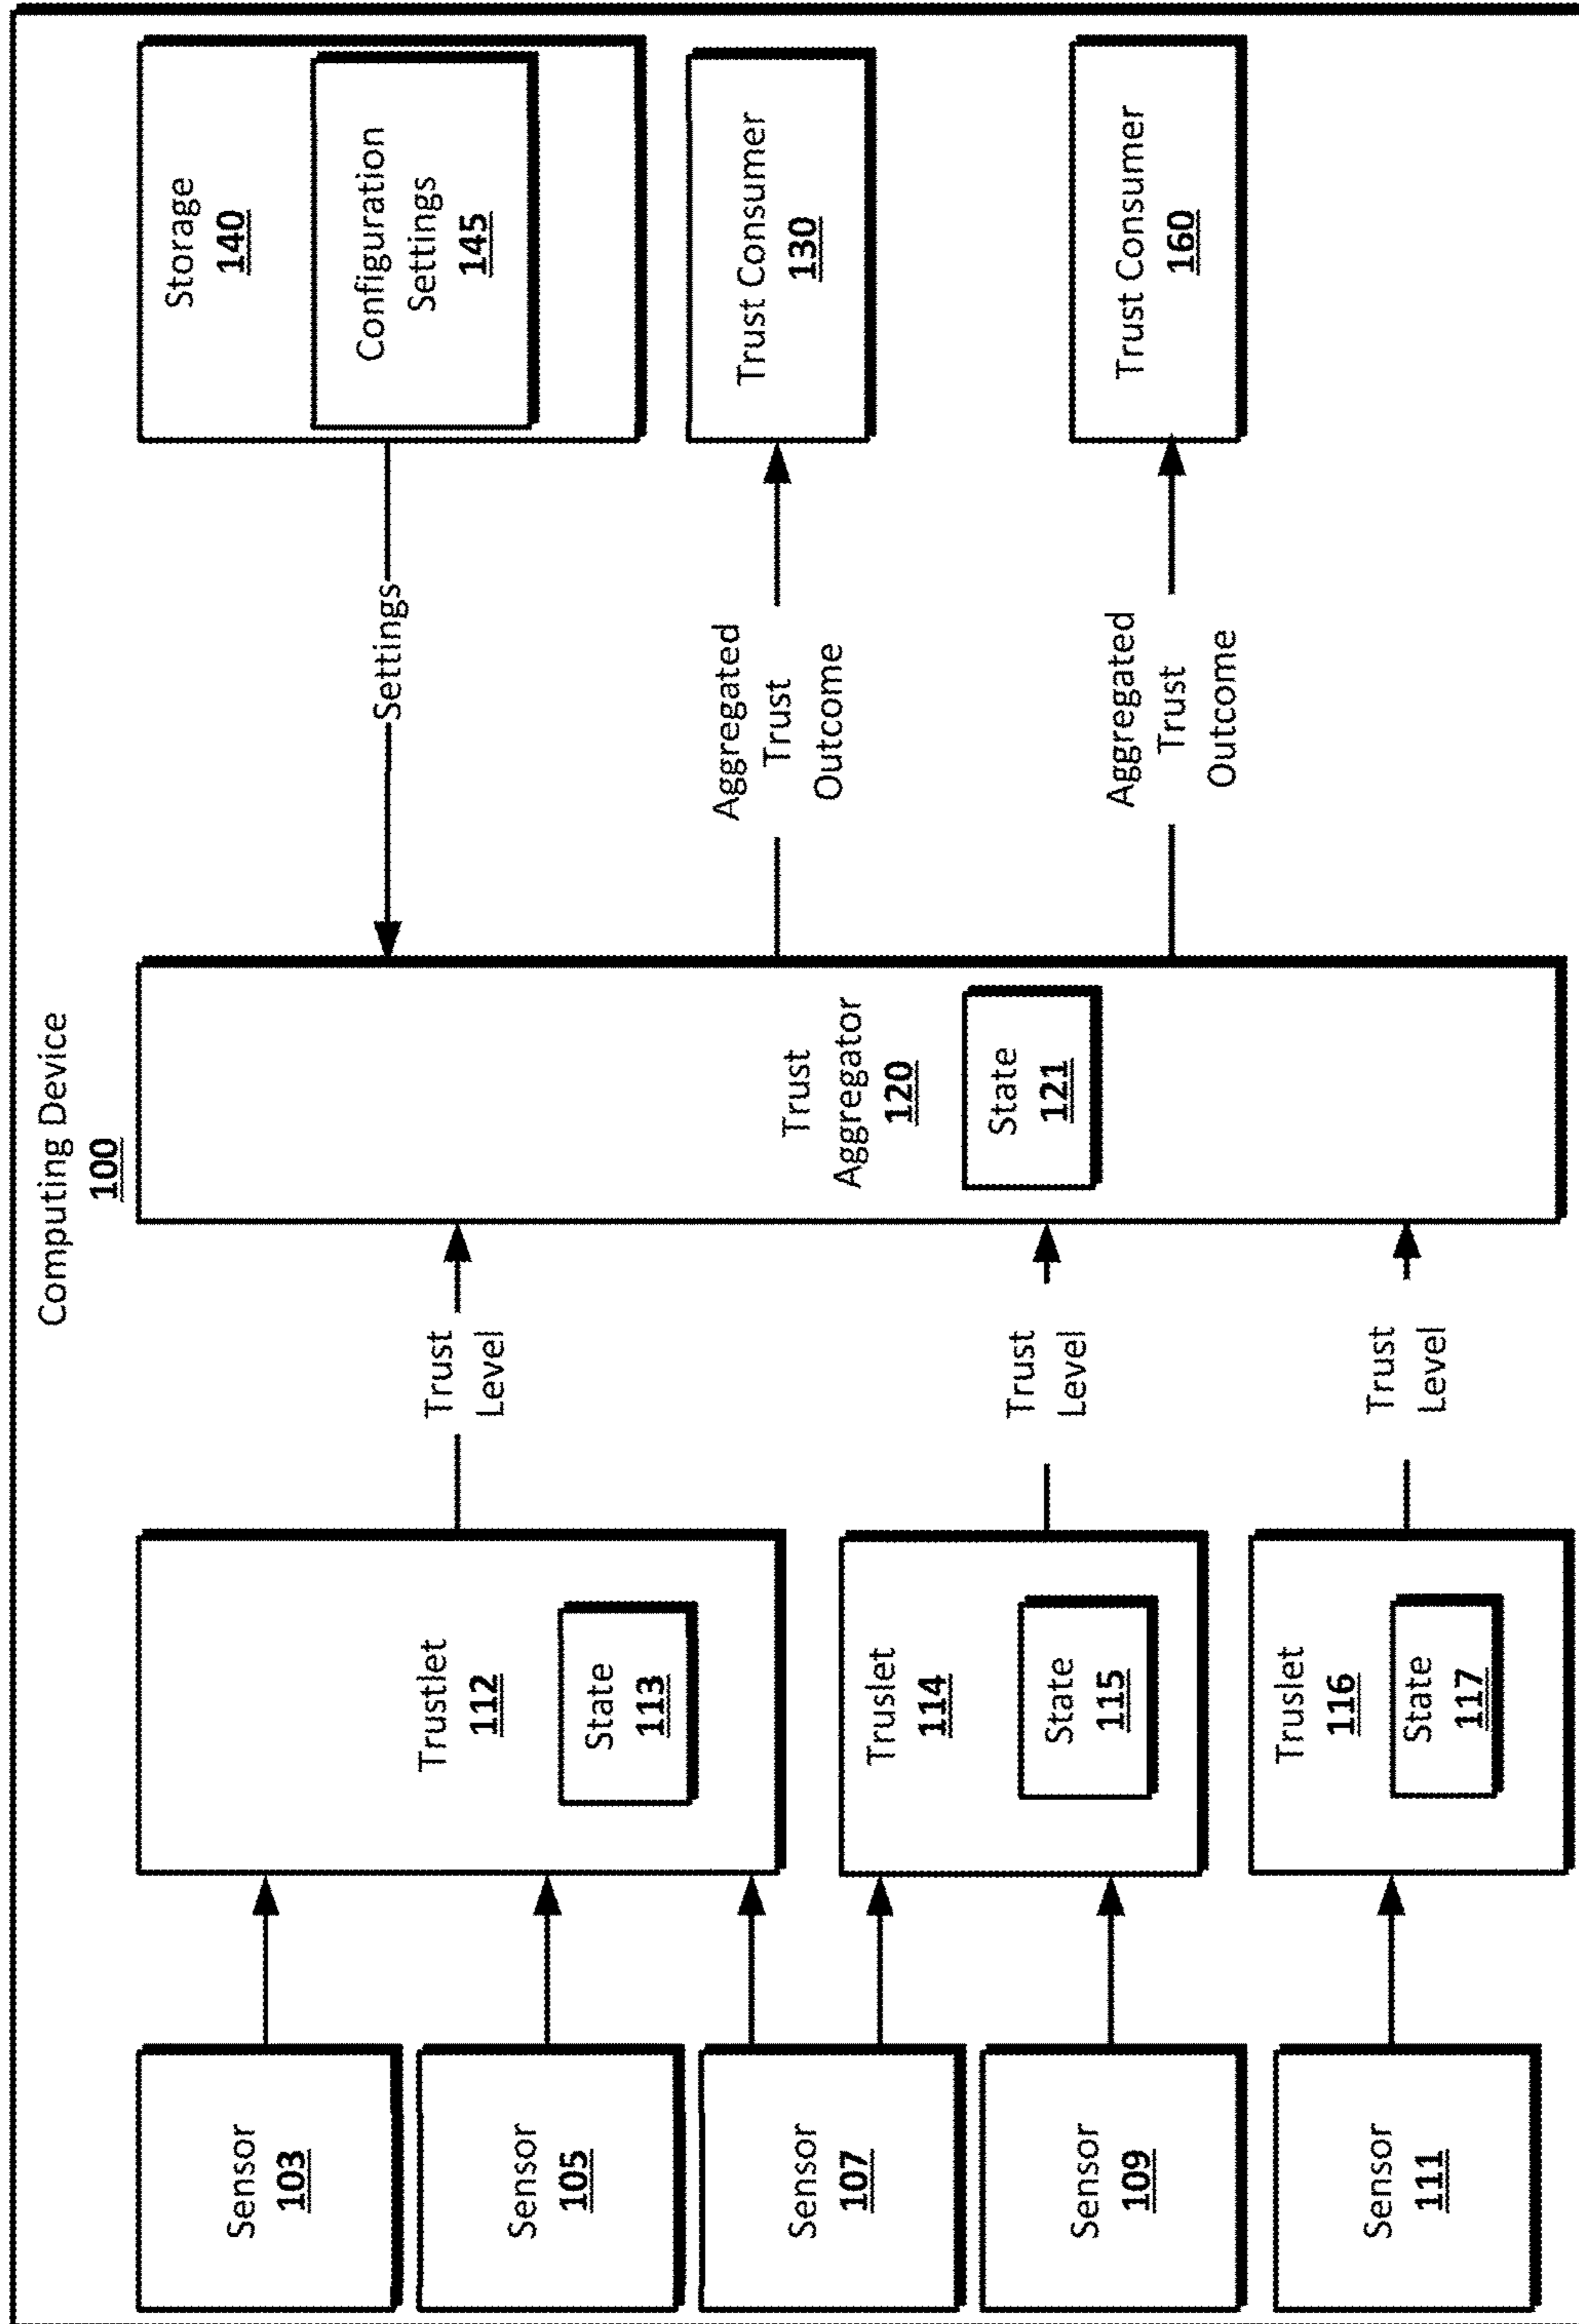 Computing Device
100
Sensor
103
Sensor
105
Sensor
107
Sensor
109
Sensor
111
Trustlet
112
State
113
Truslet
114
State
115
Truslet
116
State
117
Trust
Level
Trust
Level
Trust
Level
Trust
Aggregator
120
State
121
Settings
Aggregated
Trust
Outcome
Aggregated
Trust
Outcome
Storage
140
Configuration
Settings
145
Trust Consumer
130
Trust Consumer
160